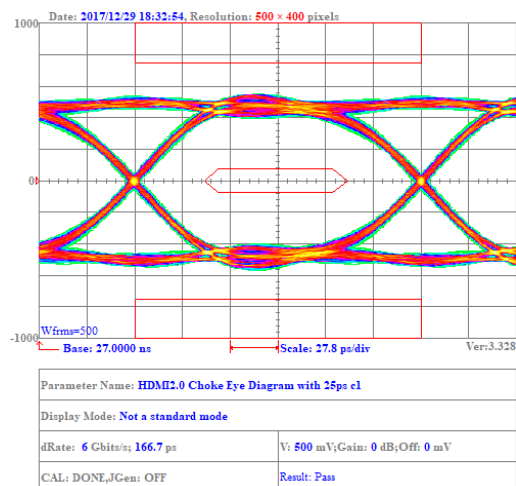 Date: 2017/12/29 18:32:54, Resolution: 500 × 400 pixels
1000
0
Wfrms=500
-1000
Base: 27.0000 ns
Scale: 27.8 ps/div
Ver:3.328
Parameter Name: HDMI2.0 Choke Eye Diagram with 25ps c1
Display Mode: Not a standard mode
dRate: 6 Gbits/s; 166.7 ps
V: 500 mV;Gain: 0 dB;Off: 0 mV
CAL: DONE,JGen: OFF
Result: Pass